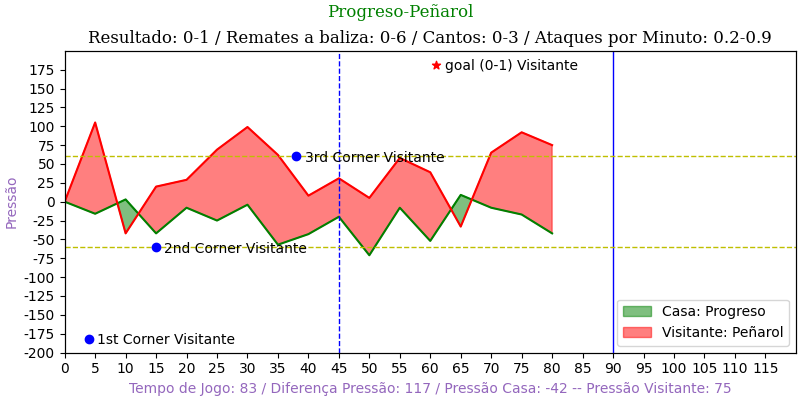 Progreso-Peñarol
Resultado: 0-1 / Remates a baliza: 0-6 / Cantos: 0-3 / Ataques por Minuto: 0.2-0.9
175
150
125
100
75
50
25
0
-25
-50
-75
-100
-125
-150
-175
-200
Pressão
goal (0-1) Visitante
3rd Corner Visitante
2nd Corner Visitante
1st Corner Visitante
Casa: Progreso
Visitante: Peñarol
0 5 10 15 20 25 30 35 40 45 50 55 60 65 70 75 80 85 90 95 100 105 110 115
Tempo de Jogo: 83 / Diferença Pressão: 117 / Pressão Casa: -42 -- Pressão Visitante: 75